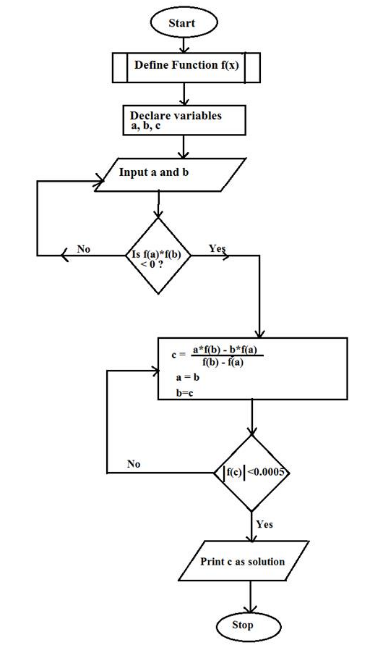 Start
Define Function f(x)
Declare variables
a, b, c
Input a and b
Is f(a)*f(b)
< 0 ?
No
Yes
c = a*f(b) - b*f(a)
f(b) - f(a)
a = b
b=c
|f(c)| <0.0005
No
Yes
Print c as solution
Stop